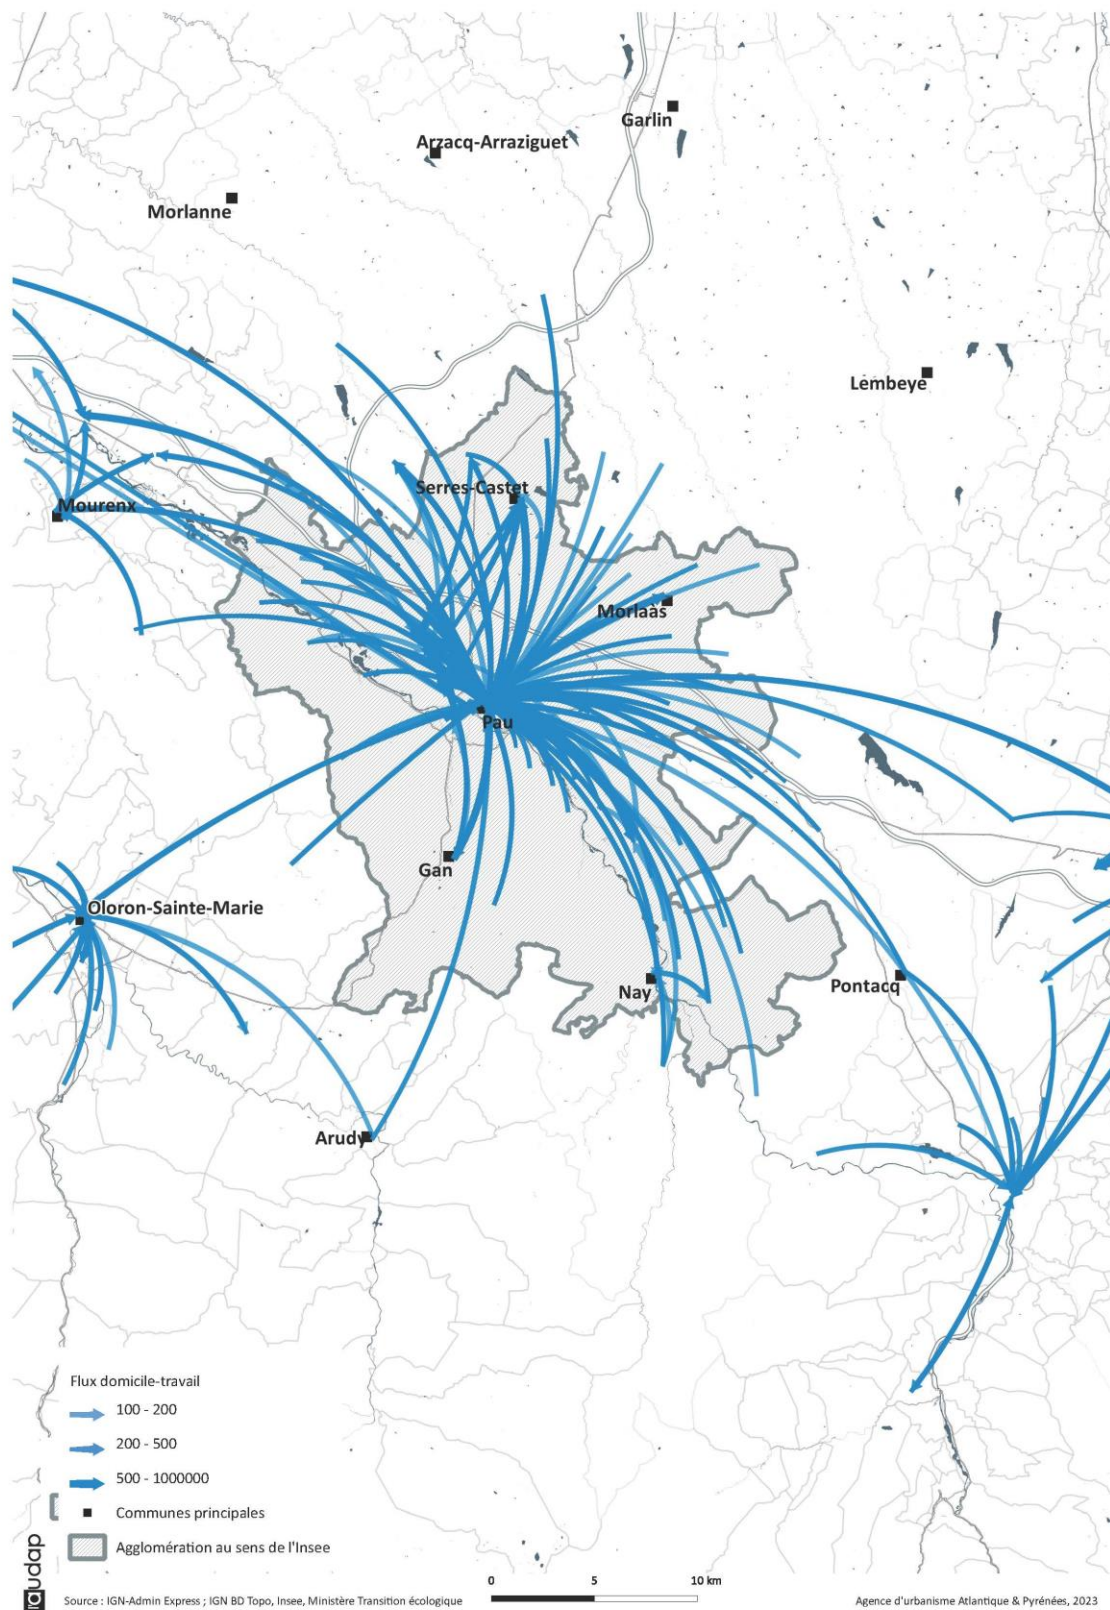 Garlin
Arzacq-Arraziguet
Morlanne
Lembeye
Serres-Castet
Mourenx
Morlaàs
Pau
Gan
Oloron-Sainte-Marie
Nay
Pontacq
Arudy
Flux domicile-travail
100 - 200
200 - 500
500 - 1000000
Communes principales
Agglomération au sens de l'Insee
l'audap
0 5 10 km
Source : IGN-Admin Express ; IGN BD Topo, Insee, Ministère Transition écologique
Agence d'urbanisme Atlantique & Pyrénées, 2023